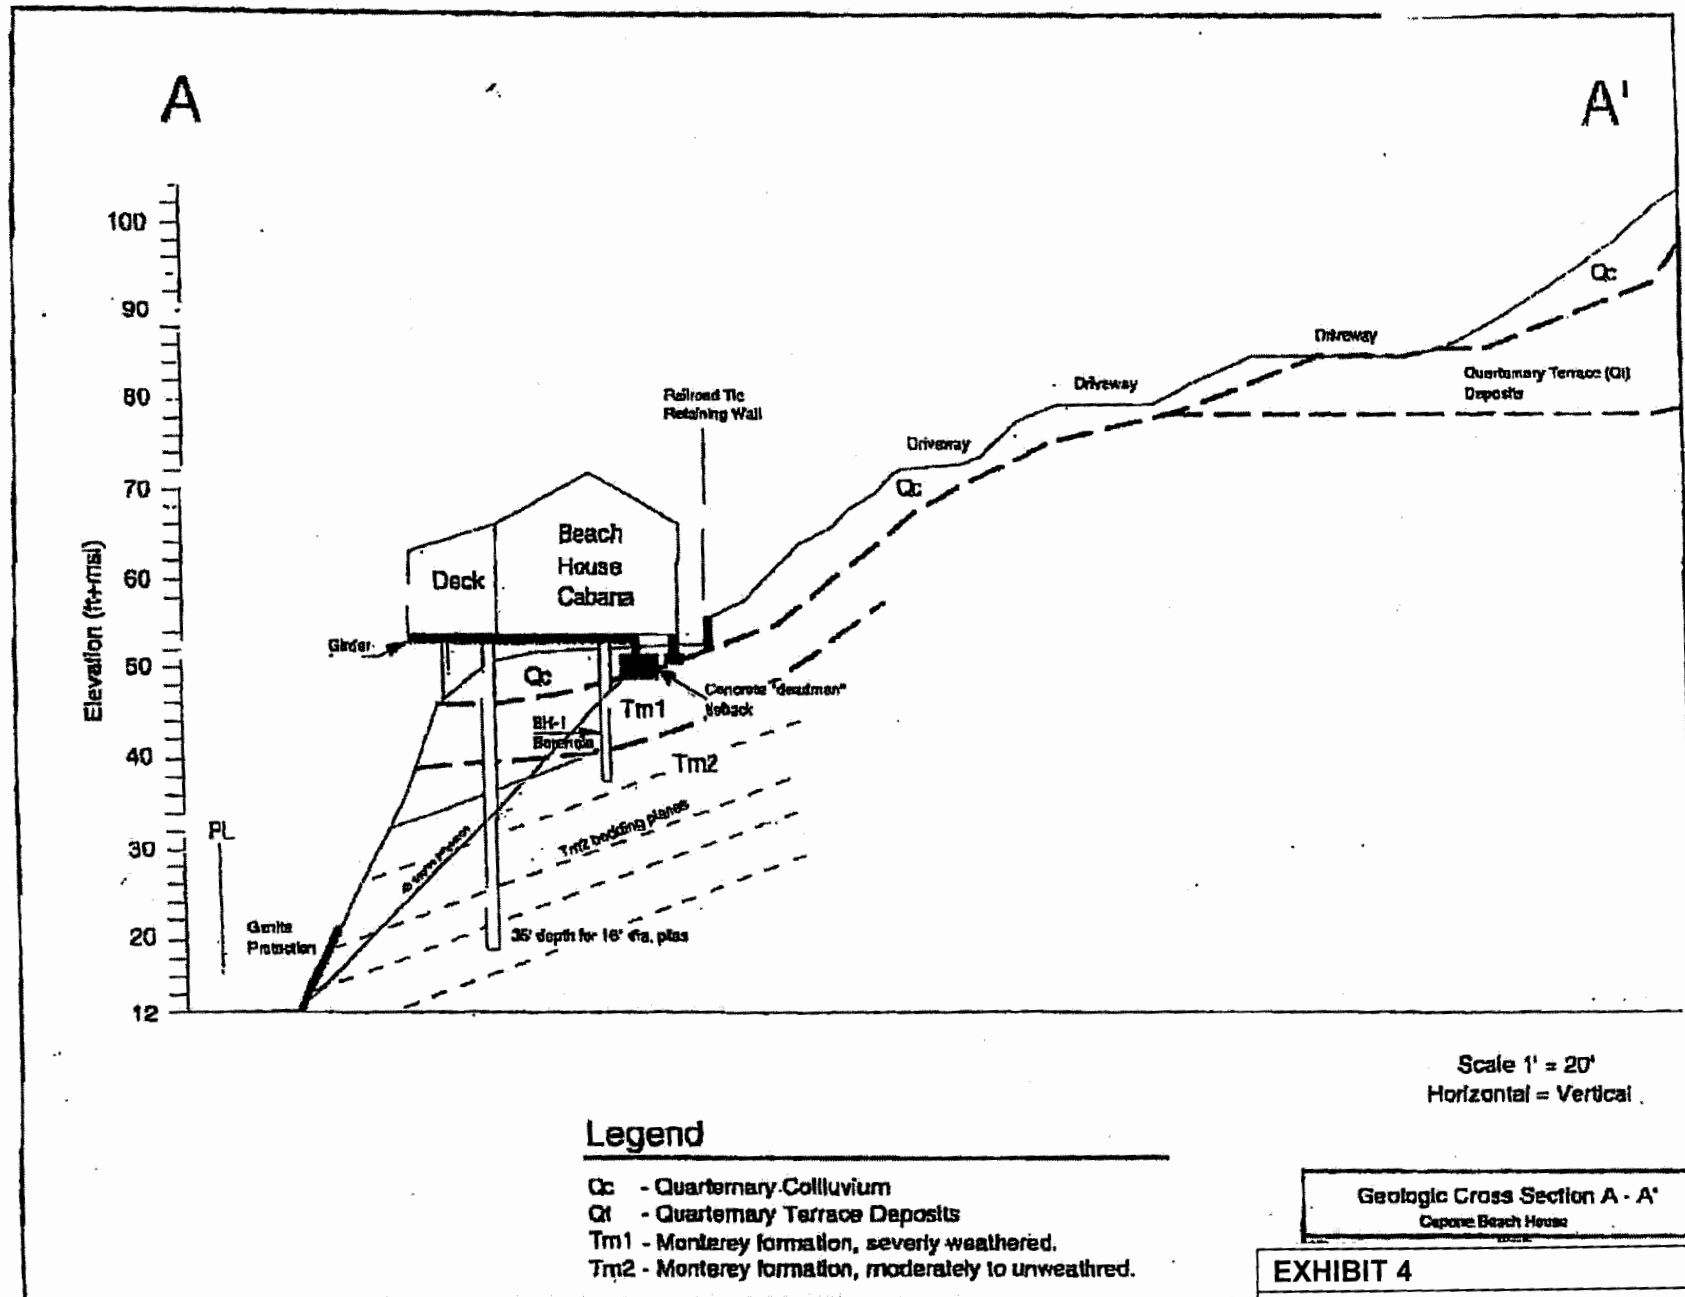 A
A'
100
90
80
70
60
50
40
30
20
12
Elevation (ft+msl)
Qc
Driveway
Quarternary Terrace (Qt)
Deposits
Driveway
Railroad Tie
Retaining Wall
Driveway
Qc
Beach
House
Cabana
Deck
Girder
Qc
Concrete "deadman"
tieback
Tm1
BH-1
Borehole
Tm2
Tm2 bedding planes
PL
Gunite
Protection
35' depth for 16" dia. piles
Scale 1' = 20'
Horizontal = Vertical
Legend
Qc - Quarternary Colluvium
Qt - Quarternary Terrace Deposits
Tm1 - Monterey formation, severly weathered.
Tm2 - Monterey formation, moderately to unweathred.
Geologic Cross Section A - A'
Capone Beach House
EXHIBIT 4